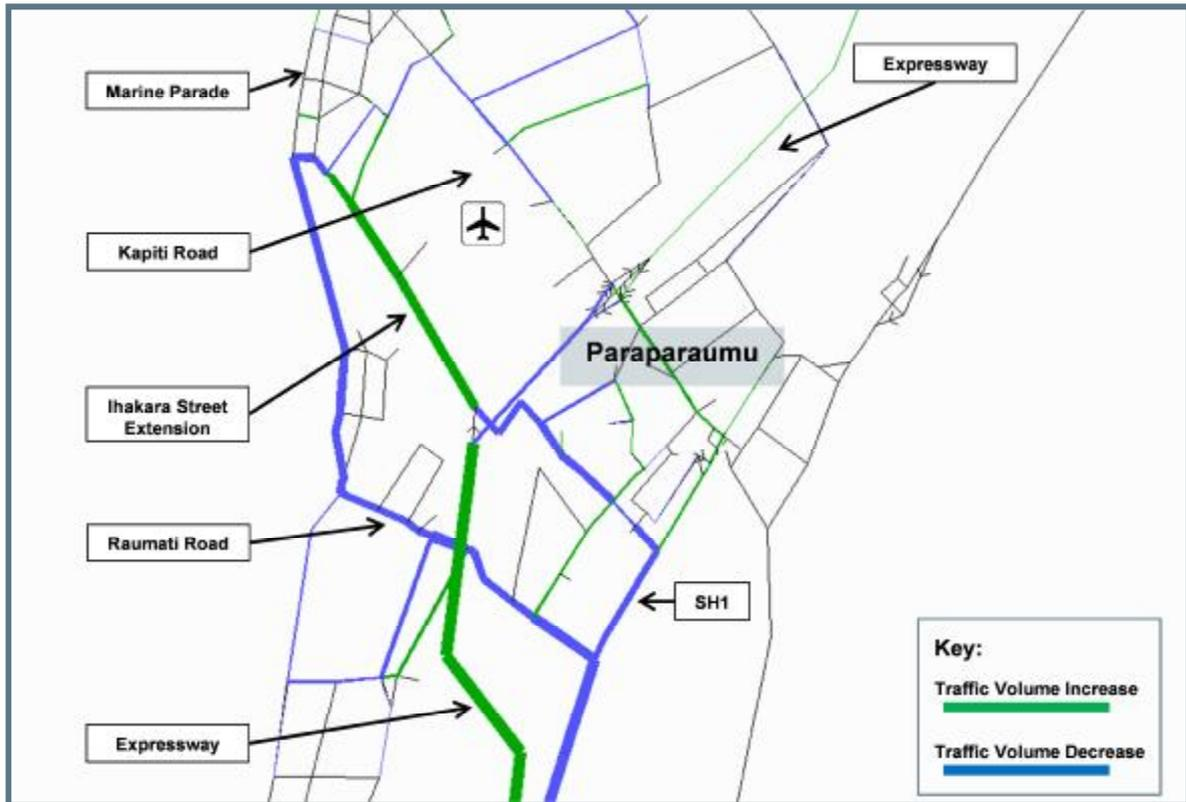 Marine Parade
Expressway
Kapiti Road
Paraparaumu
Ihakara Street
Extension
Raumati Road
SH1
Expressway
Key:
Traffic Volume Increase
Traffic Volume Decrease